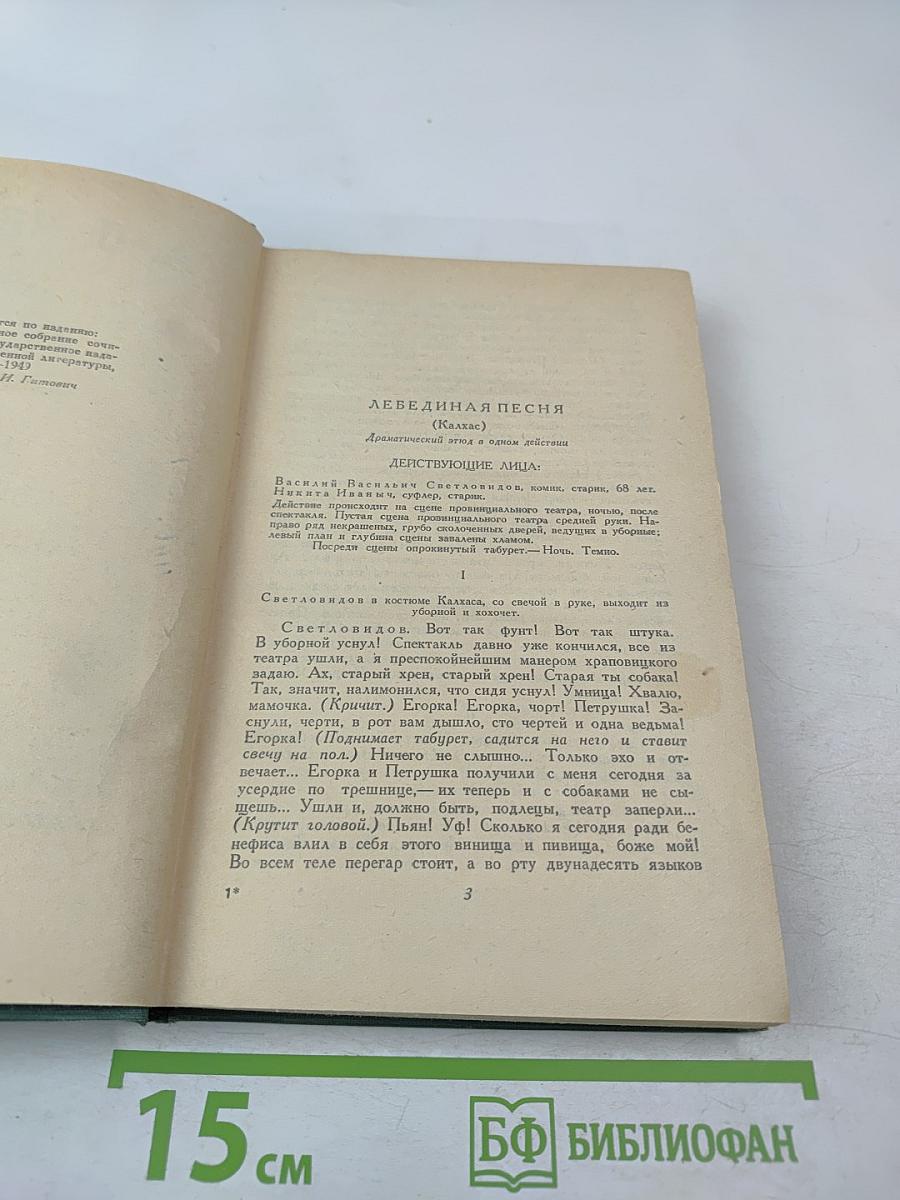 тся по изданию:
ное собрание сочи-
ударственное изда-
енной литературы,
-1949
И. Гитович
ЛЕБЕДИНАЯ ПЕСНЯ
(Калхас)
Драматический этюд в одном действии
ДЕЙСТВУЮЩИЕ ЛИЦА:
Василий Васильич Светловидов, комик, старик, 68 лет.
Никита Иваныч, суфлер, старик.
Действие происходит на сцене провинциального театра, ночью, после
спектакля. Пустая сцена провинциального театра средней руки. На-
право ряд некрашеных, грубо сколоченных дверей, ведущих в уборные;
левый план и глубина сцены завалены хламом.
Посреди сцены опрокинутый табурет.— Ночь. Темно.
I
Светловидов в костюме Калхаса, со свечой в руке, выходит из
уборной и хохочет.
Светловидов. Вот так фунт! Вот так штука.
В уборной уснул! Спектакль давно уже кончился, все из
театра ушли, а я преспокойнейшим манером храповицкого
задаю. Ах, старый хрен, старый хрен! Старая ты собака!
Так, значит, налимонился, что сидя уснул! Умница! Хвалю,
мамочка. (Кричит.) Егорка! Егорка, чорт! Петрушка! За-
снули, черти, в рот вам дышло, сто чертей и одна ведьма!
Егорка! (Поднимает табурет, садится на него и ставит
свечу на пол.) Ничего не слышно... Только эхо и от-
вечает... Егорка и Петрушка получили с меня сегодня за
усердие по трешнице,— их теперь и с собаками не сы-
щешь... Ушли и, должно быть, подлецы, театр заперли...
(Крутит головой.) Пьян! Уф! Сколько я сегодня ради бе-
нефиса влил в себя этого винища и пивища, боже мой!
Во всем теле перегар стоит, а во рту двунадесять языков
1*
3
15 см
БФ БИБЛИОФАН